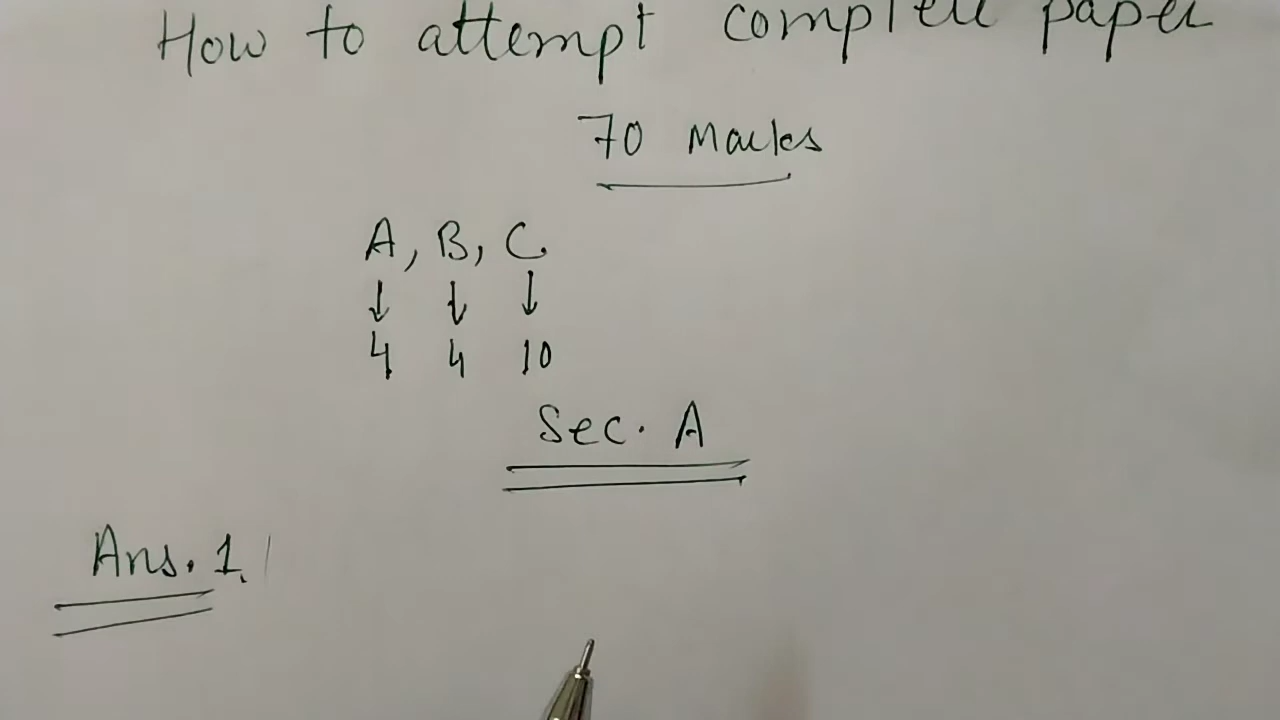 How to attempt complete paper
70 Marks
A, B, C
↓ ↓ ↓
4 4 10
Sec. A
Ans. 1.